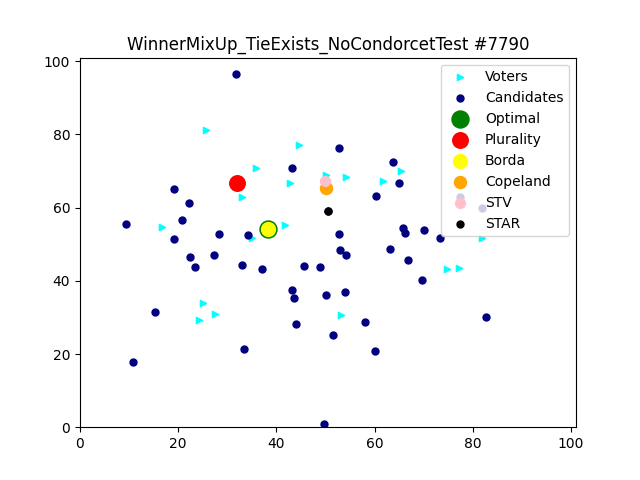 WinnerMixUp_TieExists_NoCondorcetTest #7790
100
80
60
40
20
0
0
20
40
60
80
100
Voters
Candidates
Optimal
Plurality
Borda
Copeland
STV
STAR